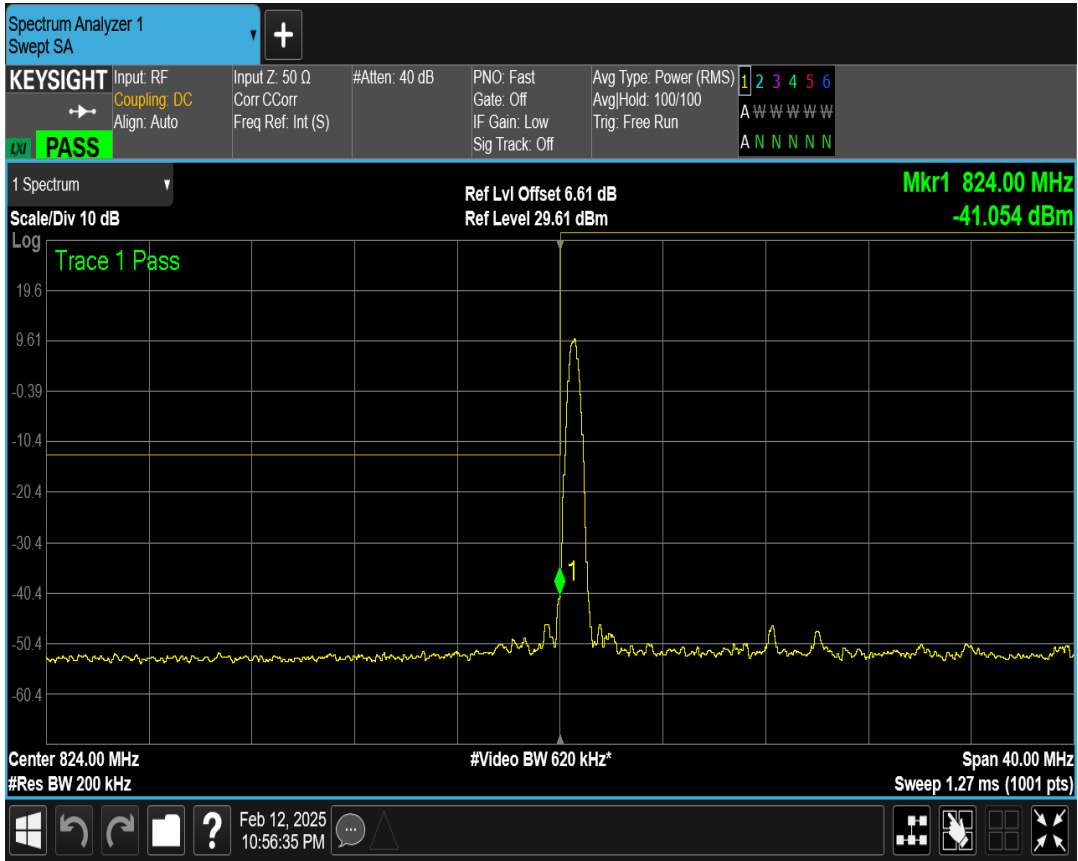 Spectrum Analyzer 1
Swept SA
+
KEYSIGHT Input: RF
Coupling: DC
Align: Auto
LXI PASS
Input Z: 50 Ω
Corr CCorr
Freq Ref: Int (S)
#Atten: 40 dB
PNO: Fast
Gate: Off
IF Gain: Low
Sig Track: Off
Avg Type: Power (RMS)
Avg|Hold: 100/100
Trig: Free Run
1 2 3 4 5 6
A W W W W W
A N N N N N
1 Spectrum
Scale/Div 10 dB
Ref Lvl Offset 6.61 dB
Ref Level 29.61 dBm
Mkr1 824.00 MHz
-41.054 dBm
Log
Trace 1 Pass
19.6
9.61
-0.39
-10.4
-20.4
-30.4
1
-40.4
-50.4
-60.4
Center 824.00 MHz
#Res BW 200 kHz
#Video BW 620 kHz*
Span 40.00 MHz
Sweep 1.27 ms (1001 pts)
?
Feb 12, 2025
10:56:35 PM